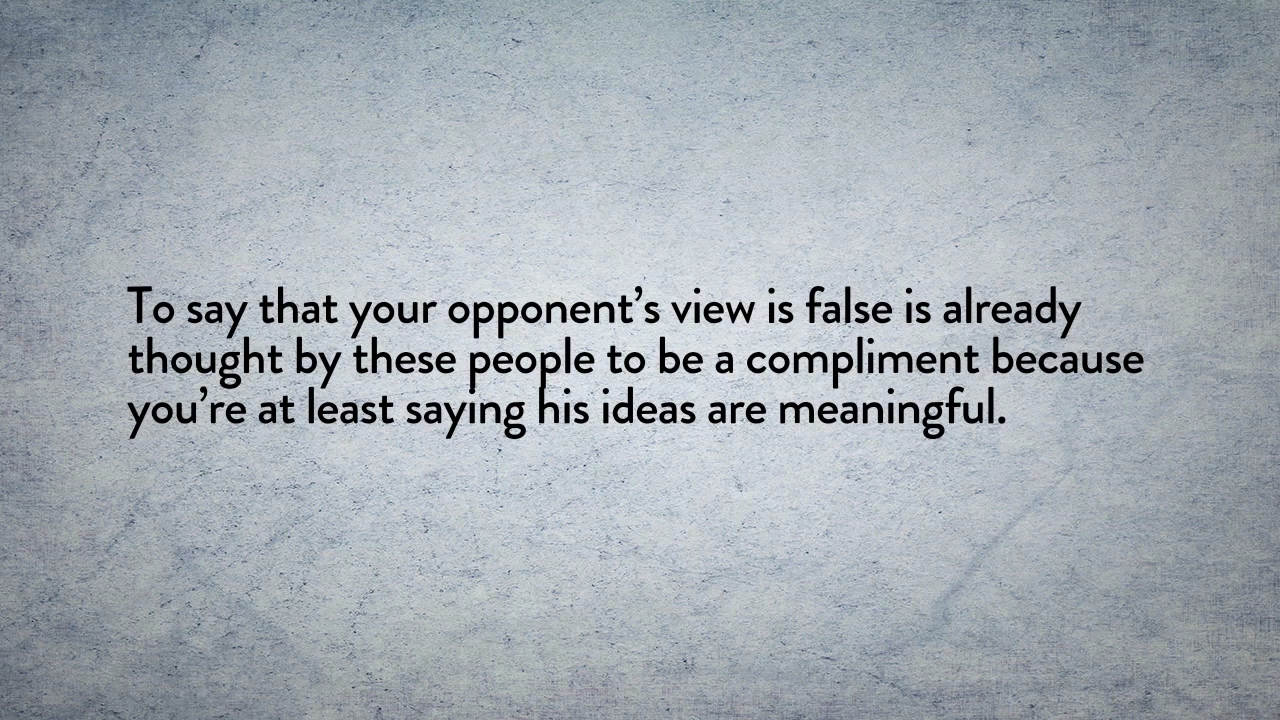 To say that your opponent’s view is false is already
thought by these people to be a compliment because
you’re at least saying his ideas are meaningful.